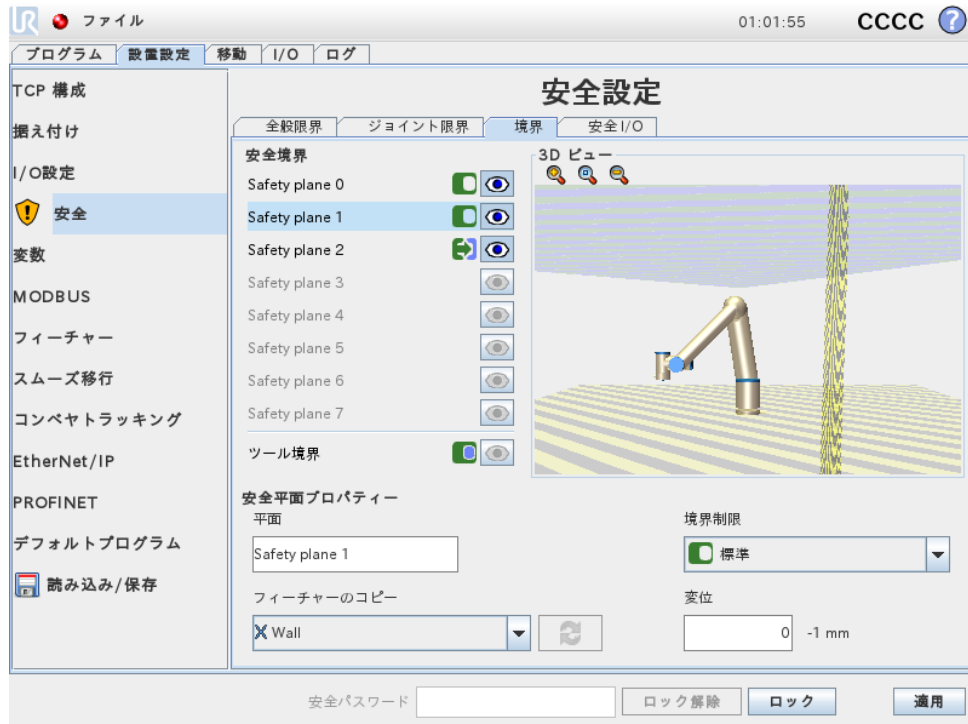 UR ファイル 01:01:55 CCCC ?
プログラム 設置設定 移動 I/O ログ
TCP 構成
据え付け
I/O設定
安全
変数
MODBUS
フィーチャー
スムーズ移行
コンベヤトラッキング
EtherNet/IP
PROFINET
デフォルトプログラム
読み込み/保存
安全設定
全般限界 ジョイント限界 境界 安全I/O
安全境界
Safety plane 0
Safety plane 1
Safety plane 2
Safety plane 3
Safety plane 4
Safety plane 5
Safety plane 6
Safety plane 7
ツール境界
3D ビュー
安全平面プロパティー
平面 境界制限
Safety plane 1 標準
フィーチャーのコピー 変位
Wall 0 -1 mm
安全パスワード ロック解除 ロック 適用